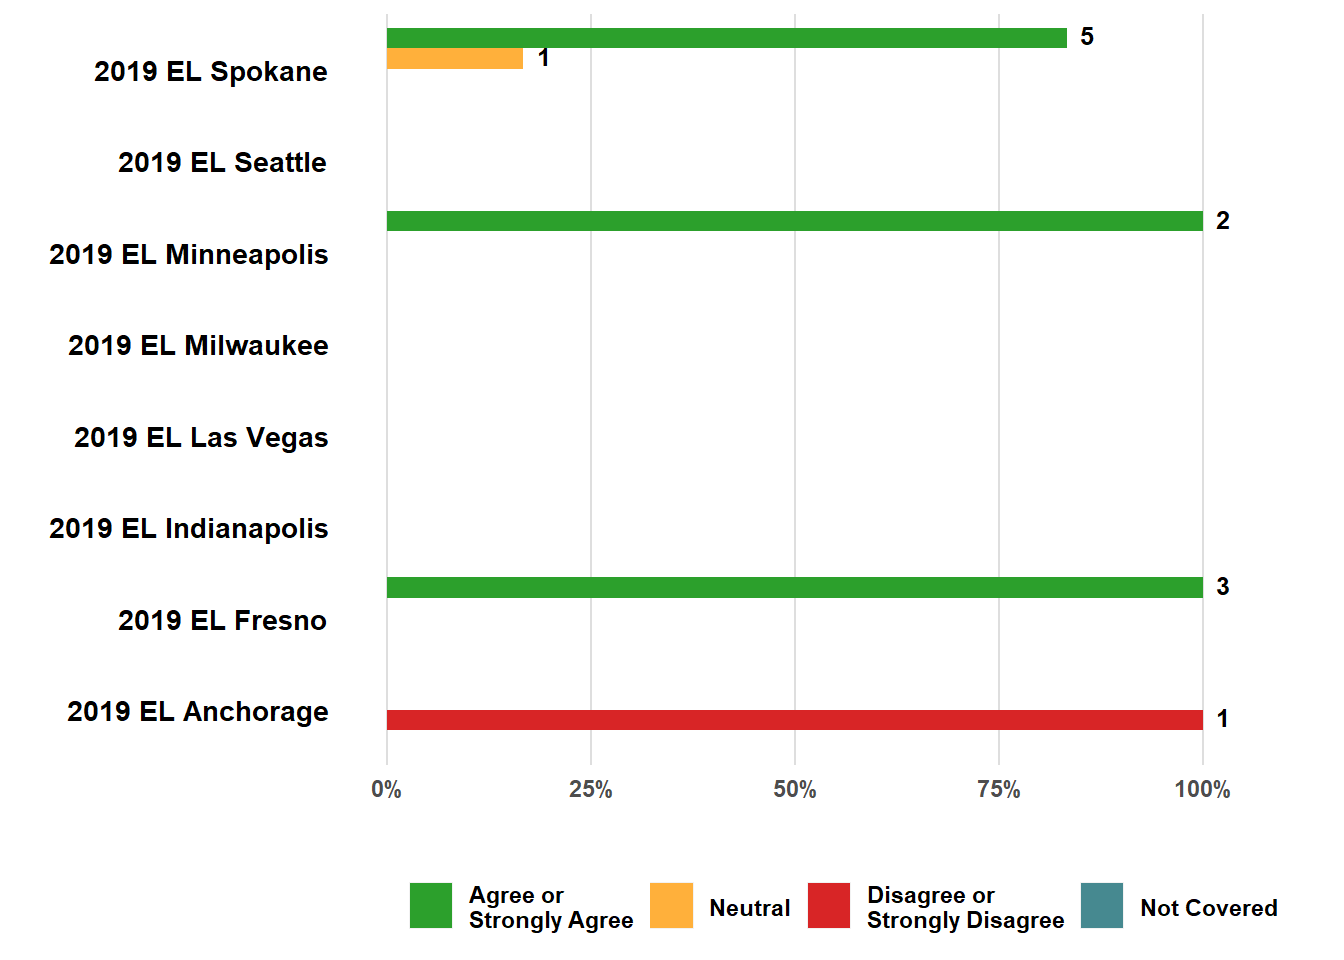 5
1
2019 EL Spokane
2019 EL Seattle
2
2019 EL Minneapolis
2019 EL Milwaukee
2019 EL Las Vegas
2019 EL Indianapolis
3
2019 EL Fresno
2019 EL Anchorage
1
0% 25% 50% 75% 100%
Agree or
Strongly Agree
Neutral
Disagree or
Strongly Disagree
Not Covered